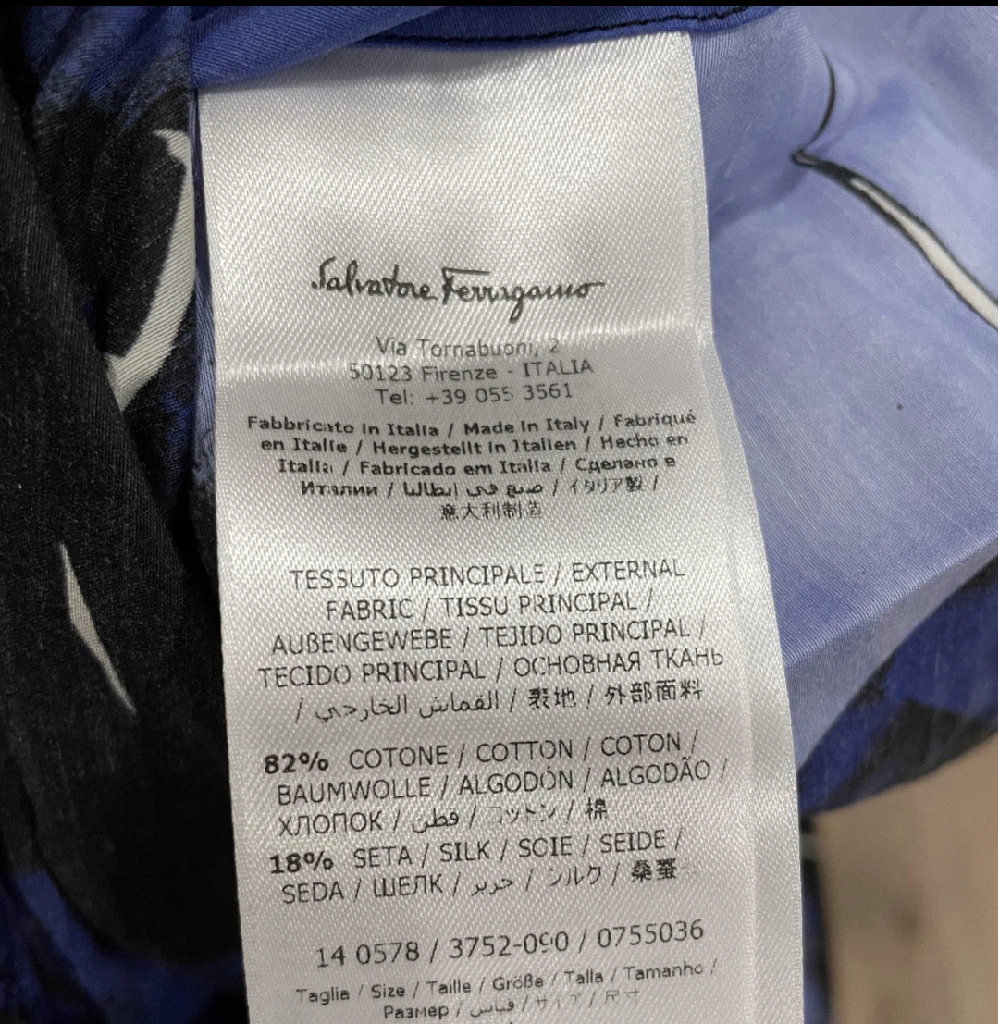 Salvatore Ferragamo
Via Tornabuoni, 2
50123 Firenze - ITALIA
Tel: +39 055 3561
Fabbricato in Italia / Made in Italy / Fabriqué
en Italie / Hergestellt in Italien / Hecho en
Italia / Fabricado em Italia / Сделано в
Италии / صنع في ايطاليا / イタリア製 /
意大利制造
TESSUTO PRINCIPALE / EXTERNAL
FABRIC / TISSU PRINCIPAL /
AUßENGEWEBE / TEJIDO PRINCIPAL /
TECIDO PRINCIPAL / ОСНОВНАЯ ТКАНЬ
/ القماش الخارجي / 表地 / 外部面料
82% COTONE / COTTON / COTON /
BAUMWOLLE / ALGODÓN / ALGODÃO /
ХЛОПОК / قطن / コットン / 棉
18% SETA / SILK / SOIE / SEIDE /
SEDA / ШЕЛК / حرير / シルク / 桑蚕
14 0578 / 3752-090 / 0755036
Taglia / Size / Taille / Größe / Talla / Tamanho /
Размер / قياس / サイズ / 尺寸